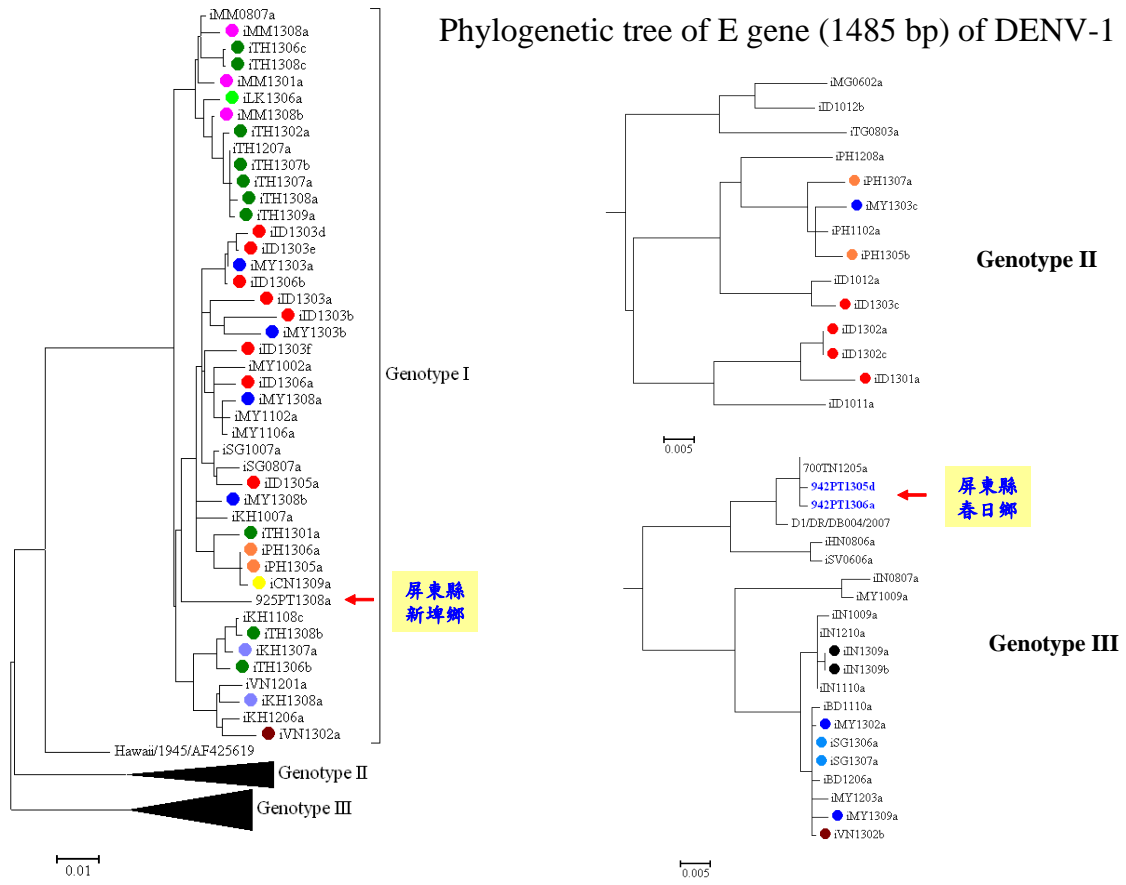 Phylogenetic tree of E gene (1485 bp) of DENV-1
iMM0807a
iMM1308a
iTH1306c
iTH1308c
iMM1301a
iLK1306a
iMM1308b
iTH1302a
iTH1207a
iTH1307b
iTH1307a
iTH1308a
iTH1309a
iID1303d
iID1303e
iMY1303a
iID1306b
iID1303a
iID1303b
iMY1303b
iID1303f
iMY1002a
iID1306a
iMY1308a
iMY1102a
iMY1106a
iSG1007a
iSG0807a
iID1305a
iMY1308b
iKH1007a
iTH1301a
iPH1306a
iPH1305a
iCN1309a
925PT1308a
iKH1108c
iTH1308b
iKH1307a
iTH1306b
iVN1201a
iKH1308a
iKH1206a
iVN1302a
Genotype I
屏東縣
新埤鄉
Hawaii/1945/AF425619
Genotype II
Genotype III
0.01
iMG0602a
iID1012b
iTG0803a
iPH1208a
iPH1307a
iMY1303c
iPH1102a
iPH1305b
iID1012a
iID1303c
iID1302a
iID1302c
iID1301a
iID1011a
Genotype II
0.005
700TN1205a
942PT1305d
942PT1306a
D1/DR/DB004/2007
iHN0806a
iSV0606a
屏東縣
春日鄉
iIN0807a
iMY1009a
iIN1009a
iIN1210a
iIN1309a
iIN1309b
iIN1110a
iBD1110a
iMY1302a
iSG1306a
iSG1307a
iBD1206a
iMY1203a
iMY1309a
iVN1302b
Genotype III
0.005